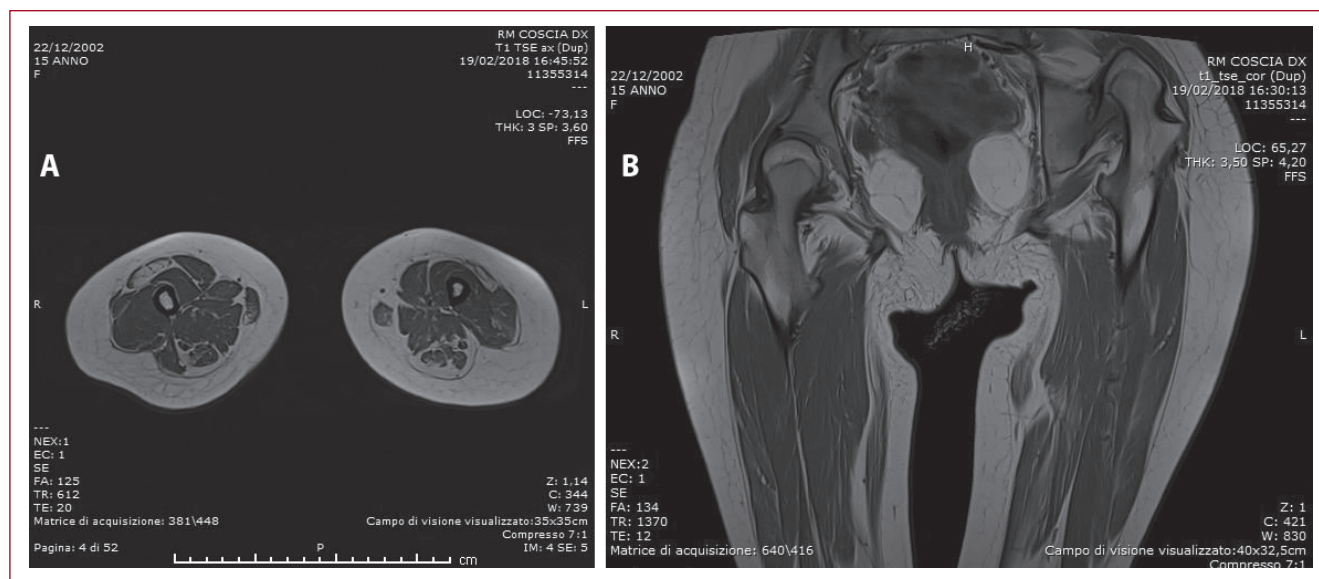 22/12/2002
15 ANNO
F
RM COSCIA DX
T1 TSE ax (Dup)
19/02/2018 16:45:52
11355314
---
LOC: -73,13
THK: 3 SP: 3,60
FFS
A
R
L
---
NEX:1
EC: 1
SE
FA: 125
TR: 612
TE: 20
Matrice di acquisizione: 381\448
Pagina: 4 di 52
P
cm
Z: 1,14
C: 344
W: 739
Campo di visione visualizzato:35x35cm
Compresso 7:1
IM: 4 SE: 5
H
22/12/2002
15 ANNO
F
RM COSCIA DX
t1_tse_cor (Dup)
19/02/2018 16:30:13
11355314
---
LOC: 65,27
THK: 3,50 SP: 4,20
FFS
B
R
L
---
NEX:2
EC: 1
SE
FA: 134
TR: 1370
TE: 12
Matrice di acquisizione: 640\416
Z: 1
C: 421
W: 830
Campo di visione visualizzato:40x32,5cm
Compresso 7:1